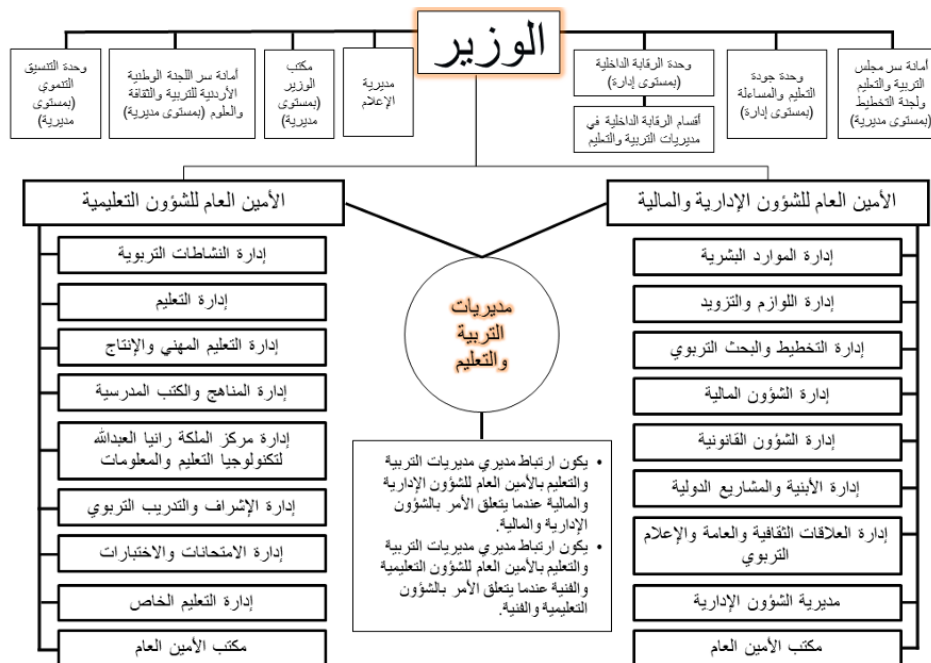 الوزير
أمانة سر مجلس
التربية والتعليم
ولجنة التخطيط
(بمستوى مديرية)
وحدة جودة
التعليم والمساءلة
(بمستوى إدارة)
وحدة الرقابة الداخلية
(بمستوى إدارة)
أقسام الرقابة الداخلية في
مديريات التربية والتعليم
مديرية
الإعلام
مكتب
الوزير
(بمستوى
مديرية)
أمانة سر اللجنة الوطنية
الأردنية للتربية والثقافة
والعلوم (بمستوى مديرية)
وحدة التنسيق
التنموي
(بمستوى
مديرية)
الأمين العام للشؤون الإدارية والمالية
إدارة الموارد البشرية
إدارة اللوازم والتزويد
إدارة التخطيط والبحث التربوي
إدارة الشؤون المالية
إدارة الشؤون القانونية
إدارة الأبنية والمشاريع الدولية
إدارة العلاقات الثقافية والعامة والإعلام
التربوي
مديرية الشؤون الإدارية
مكتب الأمين العام
مديريات
التربية
والتعليم
• يكون ارتباط مديري مديريات التربية
والتعليم بالأمين العام للشؤون الإدارية
والمالية عندما يتعلق الأمر بالشؤون
الإدارية والمالية.
• يكون ارتباط مديري مديريات التربية
والتعليم بالأمين العام للشؤون التعليمية
والفنية عندما يتعلق الأمر بالشؤون
التعليمية والفنية.
الأمين العام للشؤون التعليمية
إدارة النشاطات التربوية
إدارة التعليم
إدارة التعليم المهني والإنتاج
إدارة المناهج والكتب المدرسية
إدارة مركز الملكة رانيا العبدالله
لتكنولوجيا التعليم والمعلومات
إدارة الإشراف والتدريب التربوي
إدارة الامتحانات والاختبارات
إدارة التعليم الخاص
مكتب الأمين العام